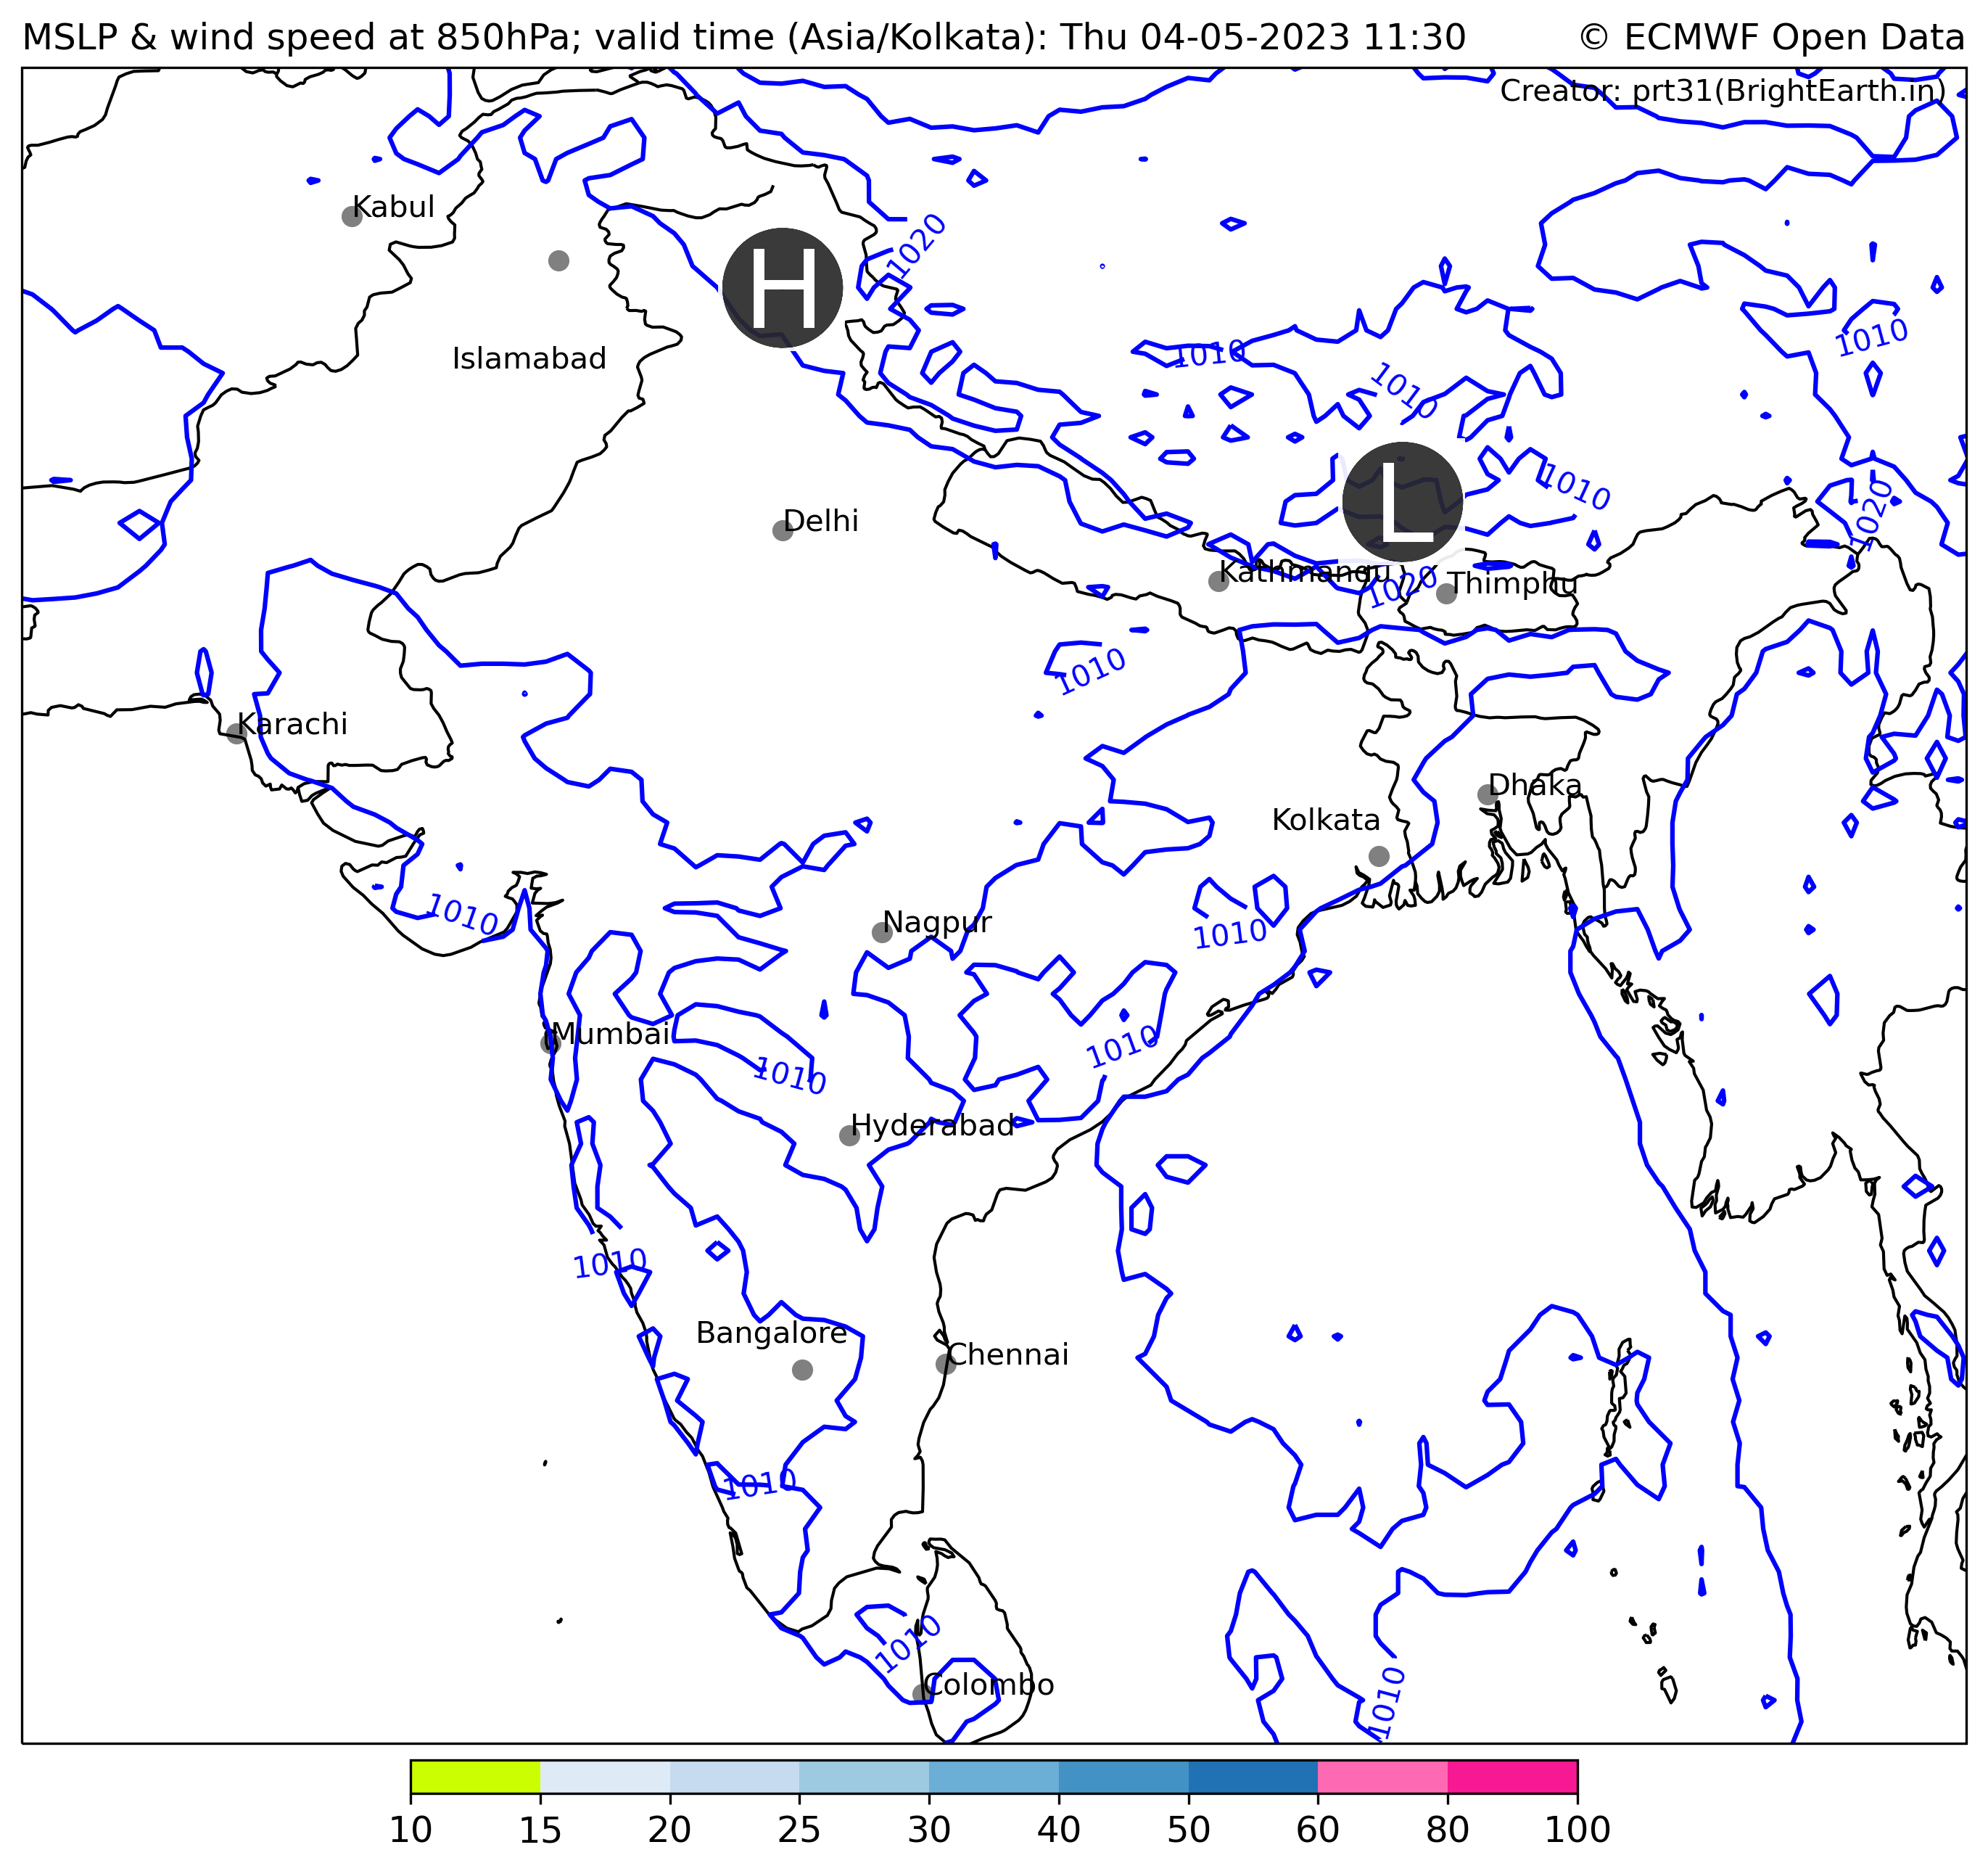 MSLP & wind speed at 850hPa; valid time (Asia/Kolkata): Thu 04-05-2023 11:30 © ECMWF Open Data
Creator: prt31(BrightEarth.in)
Kabul
1020
H
1010
1010
1010
Islamabad
1010
L
1010
1020
Delhi
Kathmandu
1020
Thimphu
1010
Karachi
Dhaka
Kolkata
1010
Nagpur
1010
Mumbai
1010
1010
Hyderabad
1010
Bangalore
Chennai
1010
1010
Colombo
1010
10 15 20 25 30 40 50 60 80 100